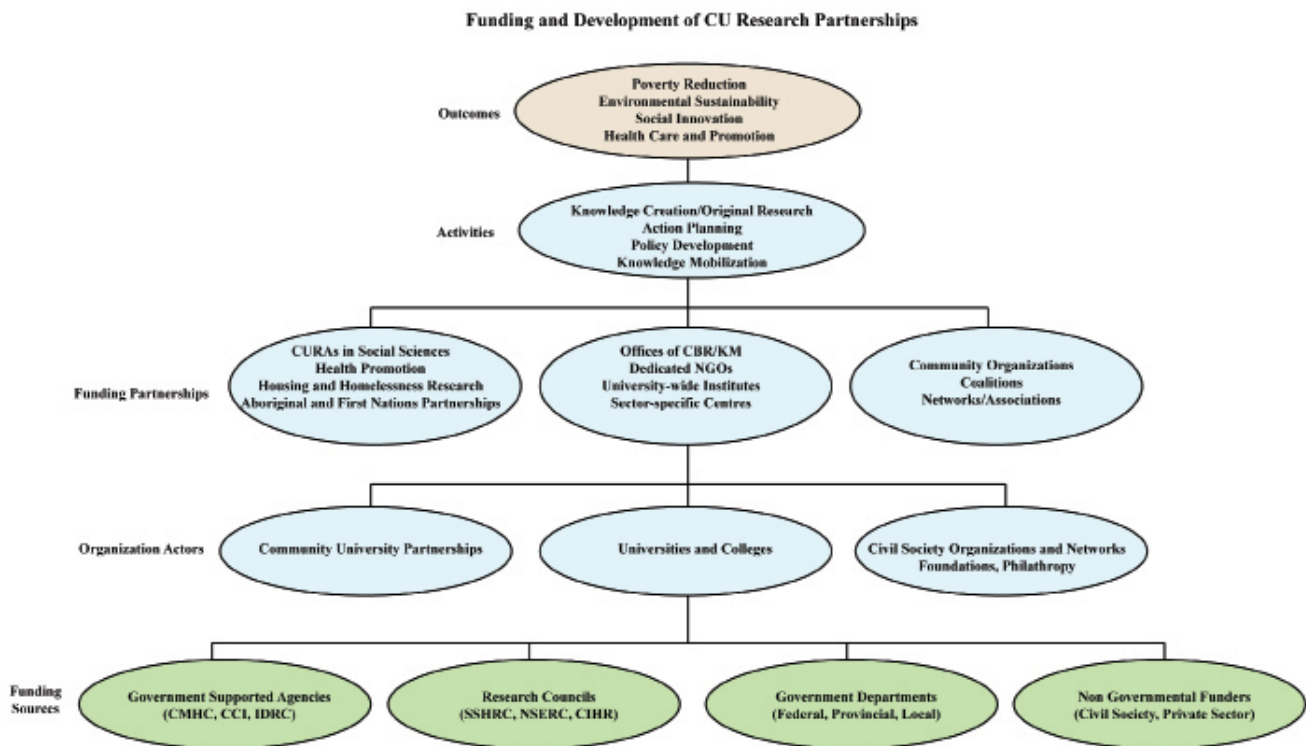 Funding and Development of CU Research Partnerships
Outcomes
Poverty Reduction
Environmental Sustainability
Social Innovation
Health Care and Promotion
Activities
Knowledge Creation/Original Research
Action Planning
Policy Development
Knowledge Mobilization
Funding Partnerships
CURAs in Social Sciences
Health Promotion
Housing and Homelessness Research
Aboriginal and First Nations Partnerships
Offices of CBR/KM
Dedicated NGOs
University-wide Institutes
Sector-specific Centres
Community Organizations
Coalitions
Networks/Associations
Organization Actors
Community University Partnerships
Universities and Colleges
Civil Society Organizations and Networks
Foundations, Philathropy
Funding
Sources
Government Supported Agencies
(CMHC, CCI, IDRC)
Research Councils
(SSHRC, NSERC, CIHR)
Government Departments
(Federal, Provincial, Local)
Non Governmental Funders
(Civil Society, Private Sector)